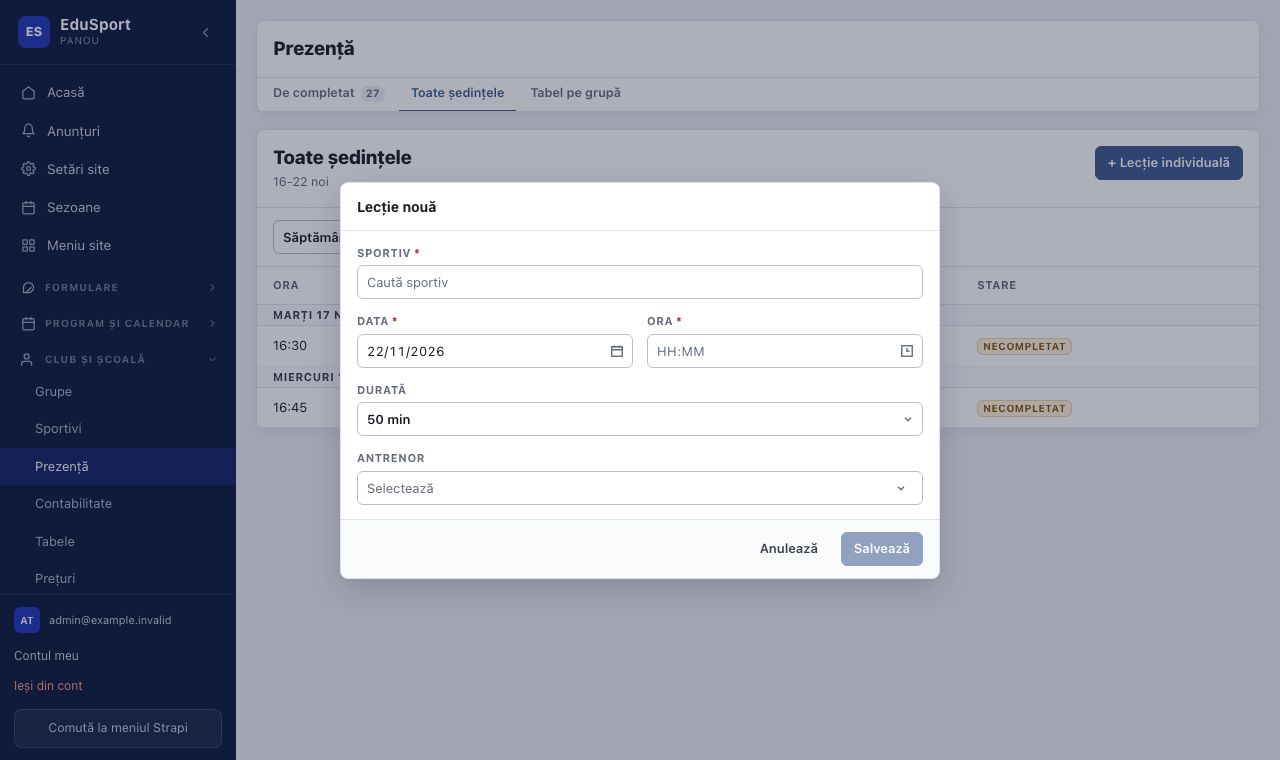 ES
EduSport
PANOU
Acasă
Anunțuri
Setări site
Sezoane
Meniu site
FORMULARE
PROGRAM ȘI CALENDAR
CLUB ȘI ȘCOALĂ
Grupe
Sportivi
Prezență
Contabilitate
Tabele
Prețuri
AT admin@example.invalid
Contul meu
Ieși din cont
Comută la meniul Strapi
Prezență
De completat 27 Toate ședințele Tabel pe grupă
Toate ședințele
16-22 noi
+ Lecție individuală
ORA STARE
MARȚI 17
16:30 NECOMPLETAT
MIERCURI
16:45 NECOMPLETAT
Lecție nouă
SPORTIV *
Caută sportiv
DATA * ORA *
22/11/2026 HH:MM
DURATĂ
50 min
ANTRENOR
Selectează
Anulează Salvează